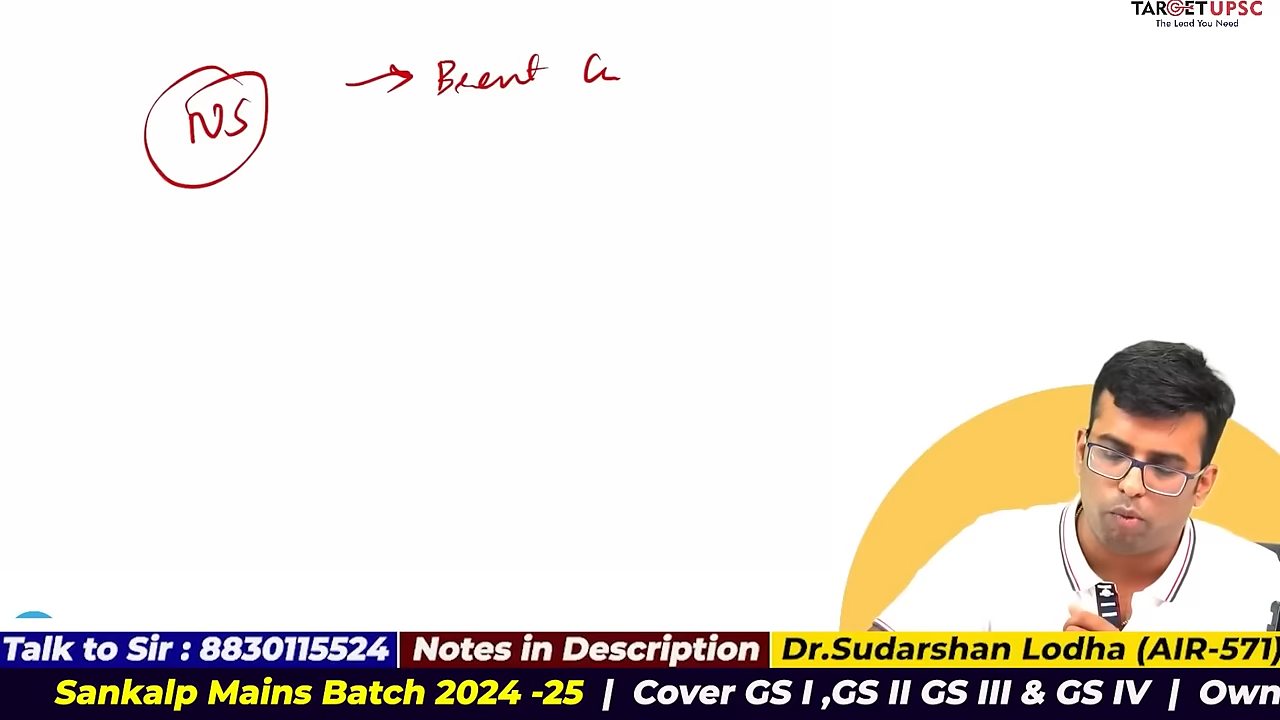 TARGETUPSC
The Lead You Need
NS → Brent C
Talk to Sir : 8830115524 Notes in Description Dr.Sudarshan Lodha (AIR-571)
Sankalp Mains Batch 2024 -25 | Cover GS I ,GS II GS III & GS IV | Own